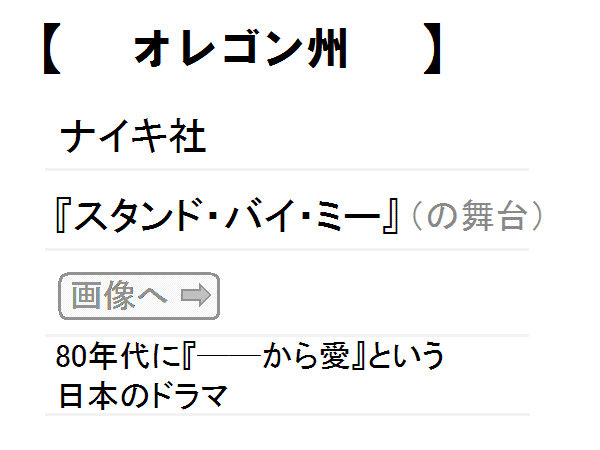 【 オレゴン州 】
ナイキ社
『スタンド・バイ・ミー』（の舞台）
画像へ ⇨
80年代に『──から愛』という
日本のドラマ